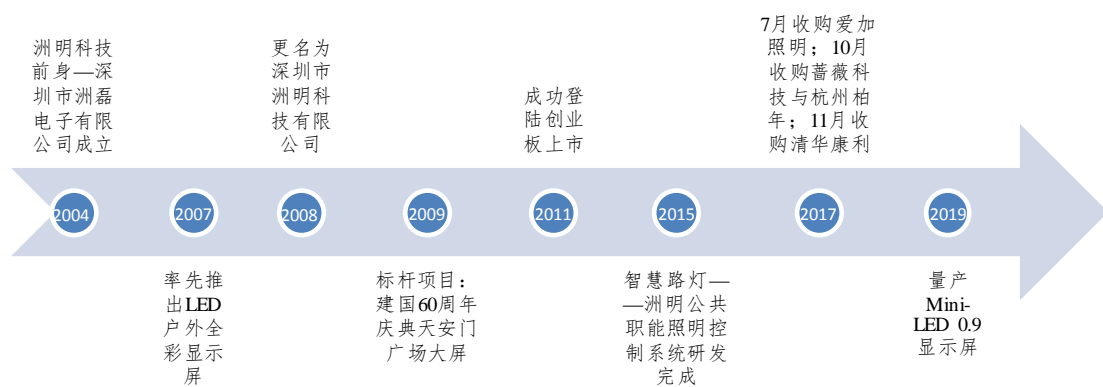 洲明科技
前身—深
圳市洲磊
电子有限
公司成立
更名为
深圳市
洲明科
技有限
公司
成功登
陆创业
板上市
7月收购爱加
照明；10月
收购蔷薇科
技与杭州柏
年；11月收
购清华康利
2004
2007
2008
2009
2011
2015
2017
2019
率先推
出LED
户外全
彩显示
屏
标杆项目：
建国60周年
庆典天安门
广场大屏
智慧路灯—
—洲明公共
职能照明控
制系统研发
完成
量产
Mini-
LED 0.9
显示屏